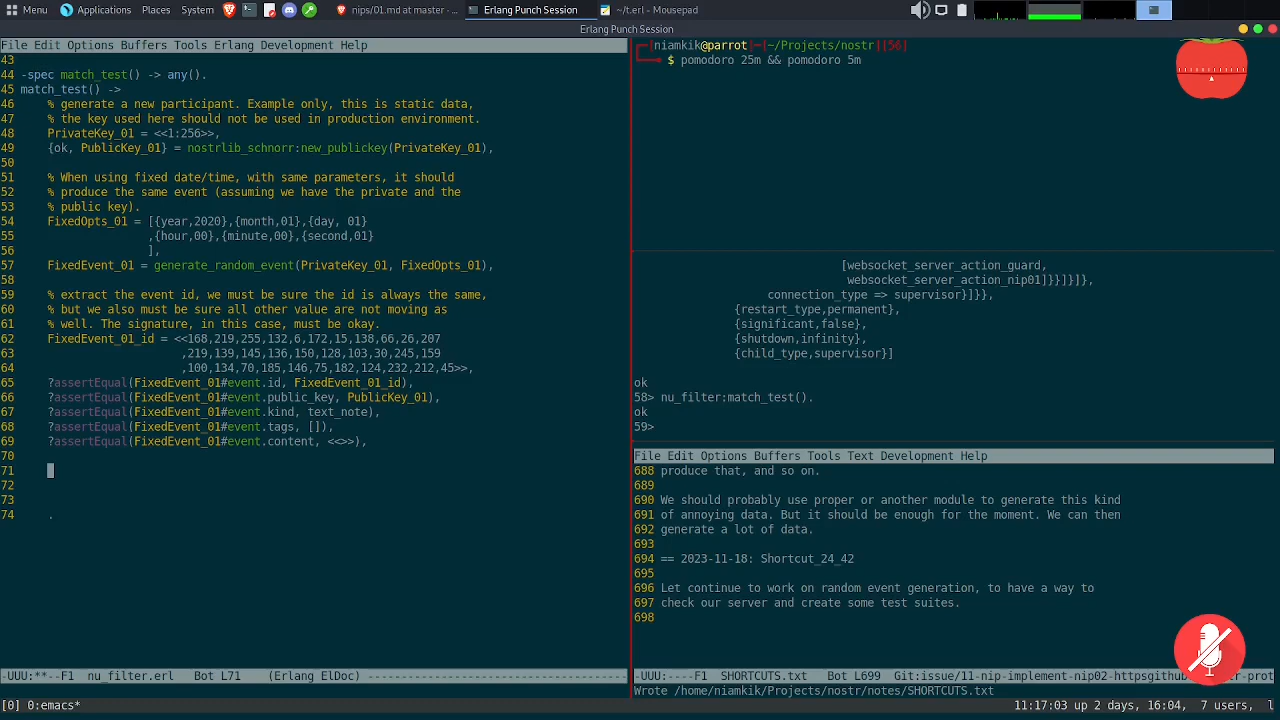 Menu Applications Places System nips/01.md at master - ... Erlang Punch Session ~/t.erl - Mousepad
Erlang Punch Session
File Edit Options Buffers Tools Erlang Development Help
43
44 -spec match_test() -> any().
45 match_test() ->
46     % generate a new participant. Example only, this is static data,
47     % the key used here should not be used in production environment.
48     PrivateKey_01 = <<1:256>>,
49     {ok, PublicKey_01} = nostrlib_schnorr:new_publickey(PrivateKey_01),
50
51     % When using fixed date/time, with same parameters, it should
52     % produce the same event (assuming we have the private and the
53     % public key).
54     FixedOpts_01 = [{year,2020},{month,01},{day, 01}
55                    ,{hour,00},{minute,00},{second,01}
56                    ],
57     FixedEvent_01 = generate_random_event(PrivateKey_01, FixedOpts_01),
58
59     % extract the event id, we must be sure the id is always the same,
60     % but we also must be sure all other value are not moving as
61     % well. The signature, in this case, must be okay.
62     FixedEvent_01_id = <<168,219,255,132,6,172,15,138,66,26,207
63                         ,219,139,145,136,150,128,103,30,245,159
64                         ,100,134,70,185,146,75,182,124,232,212,45>>,
65     ?assertEqual(FixedEvent_01#event.id, FixedEvent_01_id),
66     ?assertEqual(FixedEvent_01#event.public_key, PublicKey_01),
67     ?assertEqual(FixedEvent_01#event.kind, text_note),
68     ?assertEqual(FixedEvent_01#event.tags, []),
69     ?assertEqual(FixedEvent_01#event.content, <<>>),
70
71
72
73
74     .
-UUU:**--F1  nu_filter.erl   Bot L71    (Erlang ElDoc)
[niamkik@parrot]-[~/Projects/nostr][56]
$ pomodoro 25m && pomodoro 5m
[websocket_server_action_guard,
websocket_server_action_nip01]}}]}]},
connection_type => supervisor}]}},
{restart_type,permanent},
{significant,false},
{shutdown,infinity},
{child_type,supervisor}]
ok
58> nu_filter:match_test().
ok
59>
File Edit Options Buffers Tools Text Development Help
688 produce that, and so on.
689
690 We should probably use proper or another module to generate this kind
691 of annoying data. But it should be enough for the moment. We can then
692 generate a lot of data.
693
694 == 2023-11-18: Shortcut_24_42
695
696 Let continue to work on random event generation, to have a way to
697 check our server and create some test suites.
698
-UUU:----F1  SHORTCUTS.txt   Bot L699   Git:issue/11-nip-implement-nip02-httpsgithub
Wrote /home/niamkik/Projects/nostr/notes/SHORTCUTS.txt
[0] 0:emacs* 11:17:03 up 2 days, 16:04,  7 users,  l